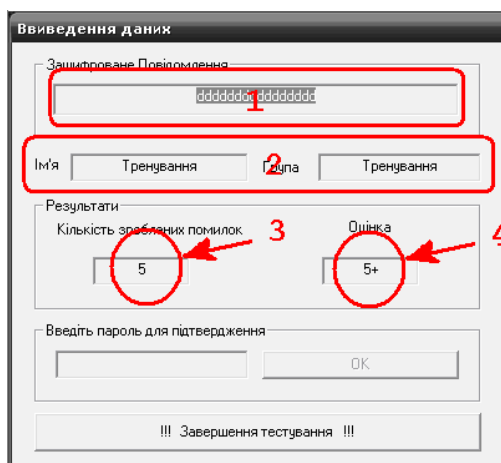 Ввиведення даних
Зашифроване Повідомлення
dddddddddddddddd
1
Ім'я Тренування 2 Група Тренування
Результати
Кількість зроблених помилок 3 Оцінка 4
5 5+
Введіть пароль для підтвердження
OK
!!! Завершення тестування !!!